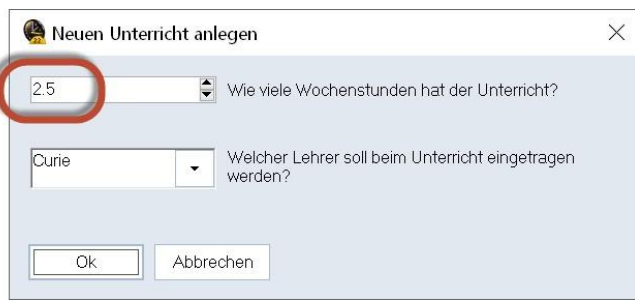 Neuen Unterricht anlegen
2.5 Wie viele Wochenstunden hat der Unterricht?
Curie Welcher Lehrer soll beim Unterricht eingetragen
werden?
Ok Abbrechen